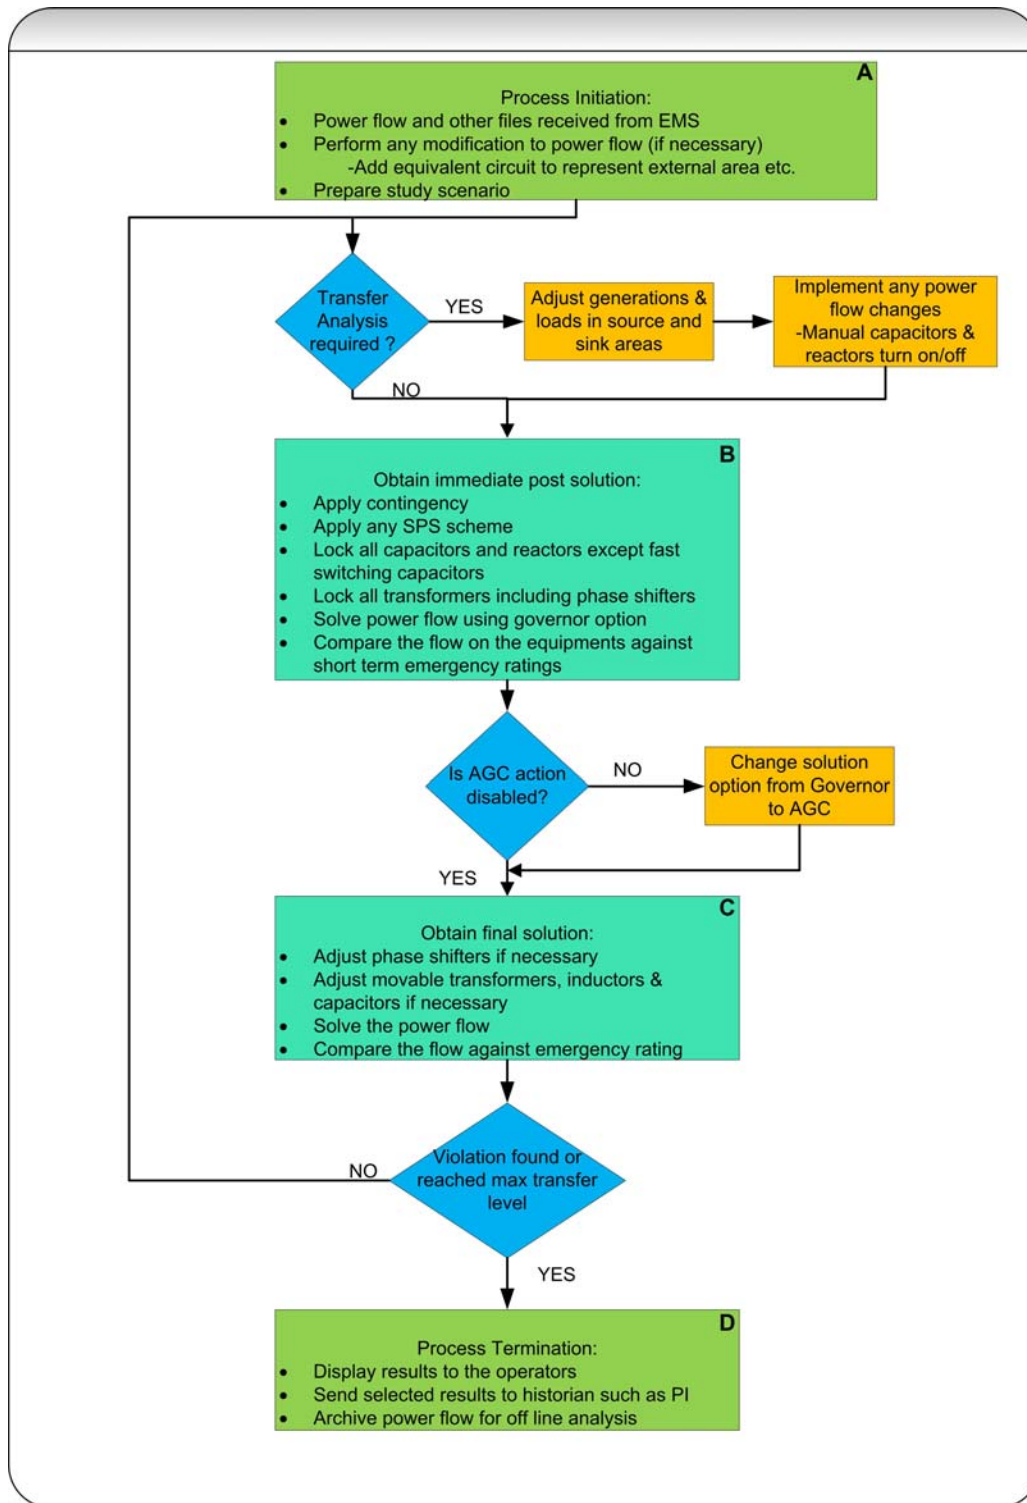 A
Process Initiation:
• Power flow and other files received from EMS
• Perform any modification to power flow (if necessary)
-Add equivalent circuit to represent external area etc.
• Prepare study scenario
Transfer
Analysis
required ?
YES
Adjust generations &
loads in source and
sink areas
Implement any power
flow changes
-Manual capacitors &
reactors turn on/off
NO
B
Obtain immediate post solution:
• Apply contingency
• Apply any SPS scheme
• Lock all capacitors and reactors except fast
switching capacitors
• Lock all transformers including phase shifters
• Solve power flow using governor option
• Compare the flow on the equipments against
short term emergency ratings
Is AGC action
disabled?
NO
Change solution
option from Governor
to AGC
YES
C
Obtain final solution:
• Adjust phase shifters if necessary
• Adjust movable transformers, inductors &
capacitors if necessary
• Solve the power flow
• Compare the flow against emergency rating
NO
Violation found or
reached max transfer
level
YES
D
Process Termination:
• Display results to the operators
• Send selected results to historian such as PI
• Archive power flow for off line analysis